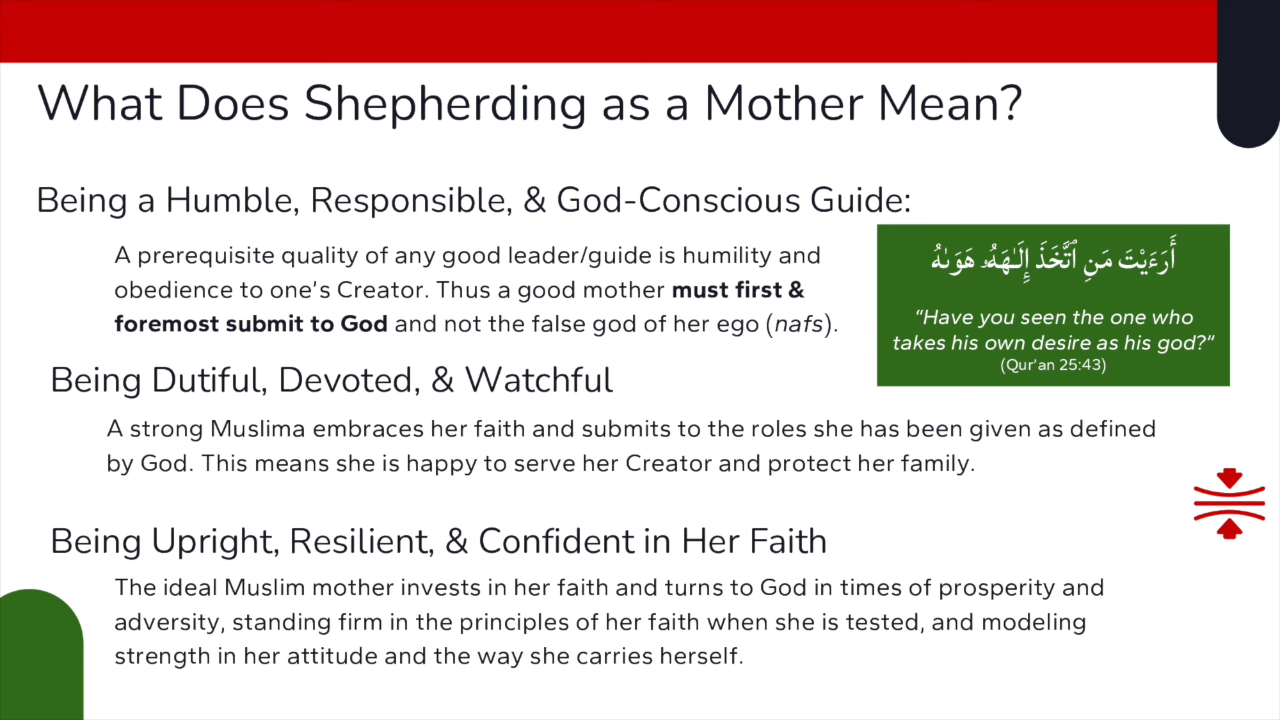 What Does Shepherding as a Mother Mean?
Being a Humble, Responsible, & God-Conscious Guide:
A prerequisite quality of any good leader/guide is humility and
obedience to one's Creator. Thus a good mother must first &
foremost submit to God and not the false god of her ego (nafs).
أَرَءَيْتَ مَنِ ٱتَّخَذَ إِلَـٰهَهُۥ هَوَىٰهُ
"Have you seen the one who
takes his own desire as his god?"
(Qur'an 25:43)
Being Dutiful, Devoted, & Watchful
A strong Muslima embraces her faith and submits to the roles she has been given as defined
by God. This means she is happy to serve her Creator and protect her family.
Being Upright, Resilient, & Confident in Her Faith
The ideal Muslim mother invests in her faith and turns to God in times of prosperity and
adversity, standing firm in the principles of her faith when she is tested, and modeling
strength in her attitude and the way she carries herself.